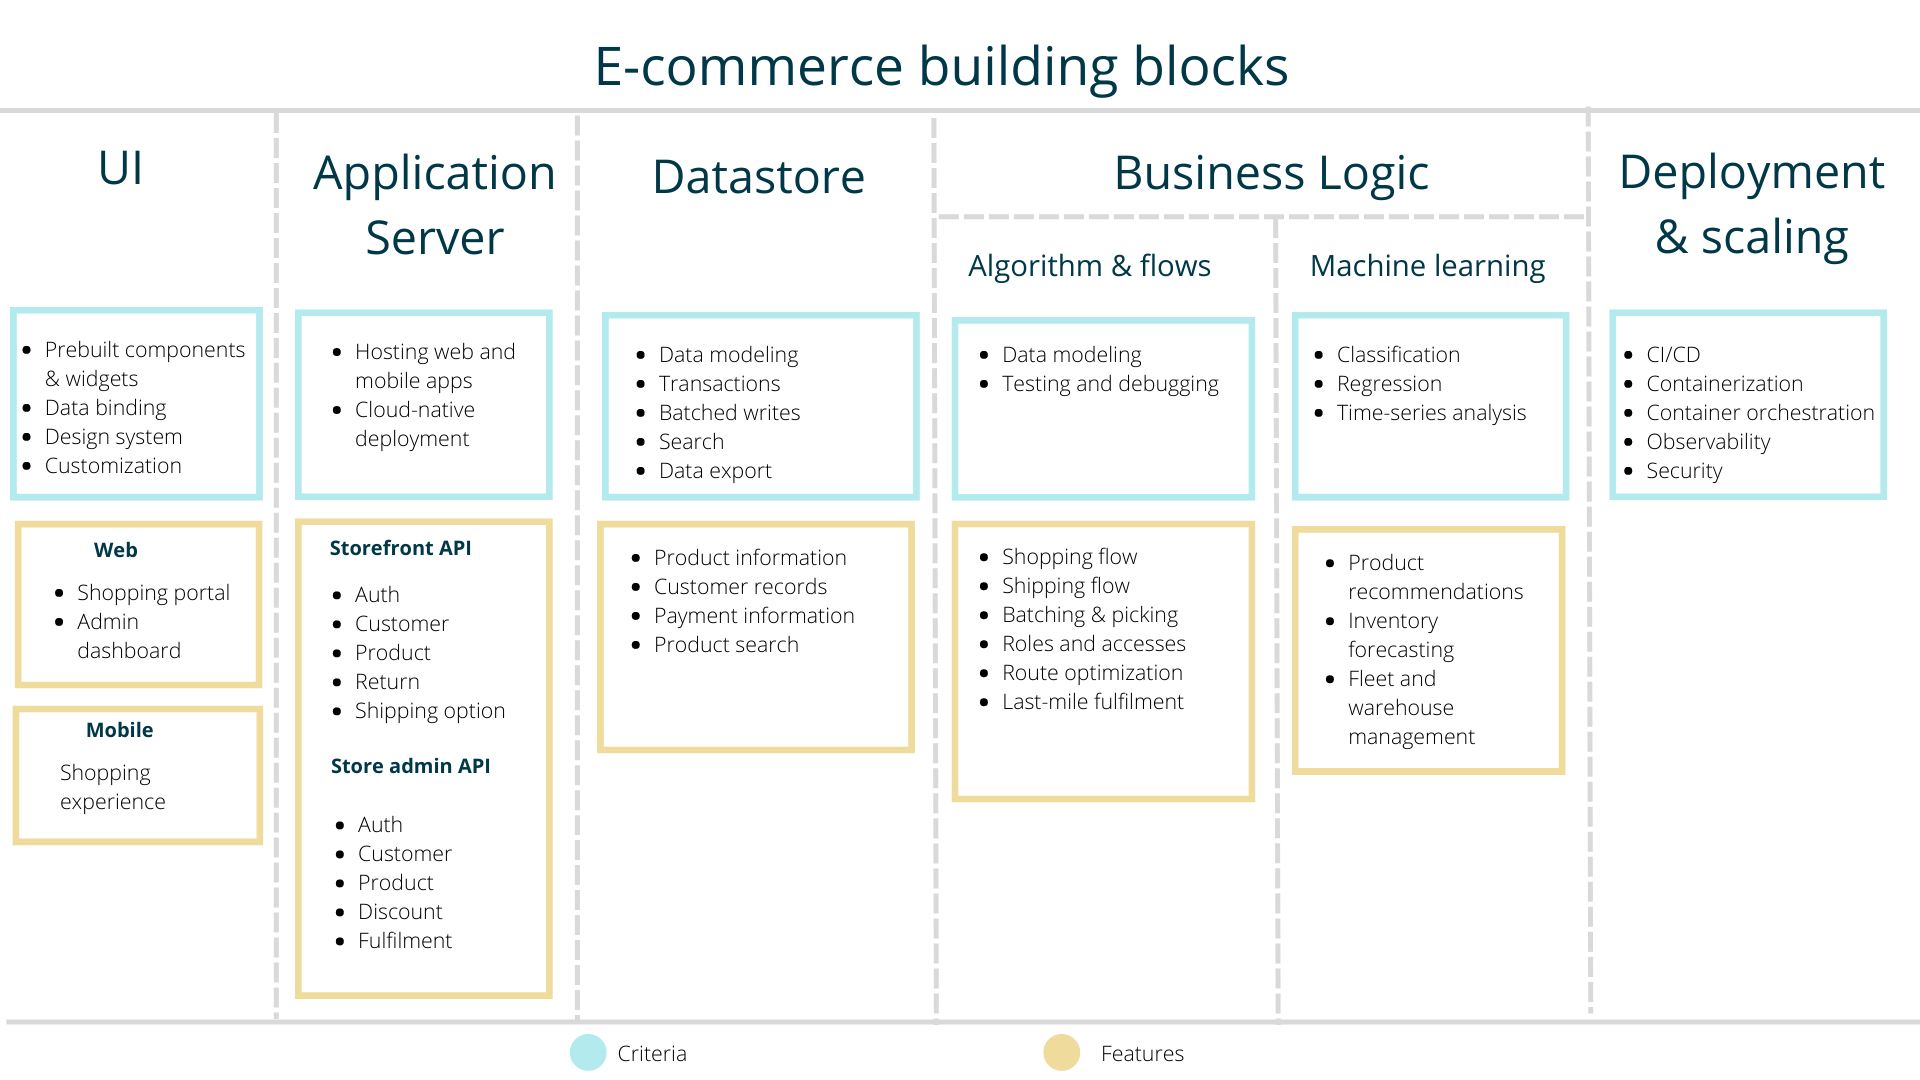 E-commerce building blocks
UI
Application
Server
Datastore
Business Logic
Algorithm & flows
Machine learning
Deployment
& scaling
Prebuilt components
& widgets
Data binding
Design system
Customization
Web
Shopping portal
Admin
dashboard
Mobile
Shopping
experience
Hosting web and
mobile apps
Cloud-native
deployment
Storefront API
Auth
Customer
Product
Return
Shipping option
Store admin API
Auth
Customer
Product
Discount
Fulfilment
Data modeling
Transactions
Batched writes
Search
Data export
Product information
Customer records
Payment information
Product search
Data modeling
Testing and debugging
Shopping flow
Shipping flow
Batching & picking
Roles and accesses
Route optimization
Last-mile fulfilment
Classification
Regression
Time-series analysis
Product
recommendations
Inventory
forecasting
Fleet and
warehouse
management
CI/CD
Containerization
Container orchestration
Observability
Security
Criteria
Features